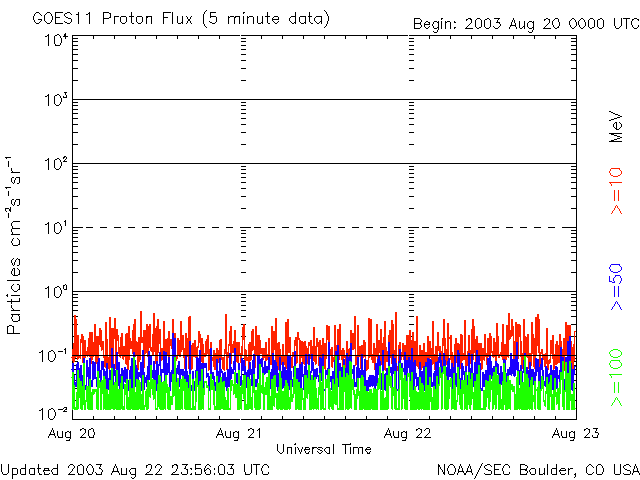 GOES11 Proton Flux (5 minute data)
Begin: 2003 Aug 20 0000 UTC
10⁴
10³
10²
10¹
10⁰
10⁻¹
10⁻²
Particles cm⁻²s⁻¹sr⁻¹
MeV
>=10
>=50
>=100
Aug 20
Aug 21
Aug 22
Aug 23
Universal Time
Updated 2003 Aug 22 23:56:03 UTC
NOAA/SEC Boulder, CO USA